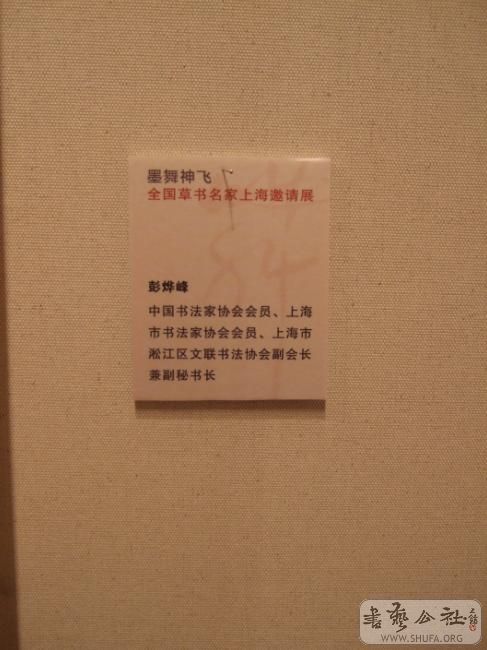 墨舞神飞
全国草书名家上海邀请展
彭烨峰
中国书法家协会会员、上海
市书法家协会会员、上海市
淞江区文联书法协会副会长
兼副秘书长
書藝公社
WWW.SHUFA.ORG